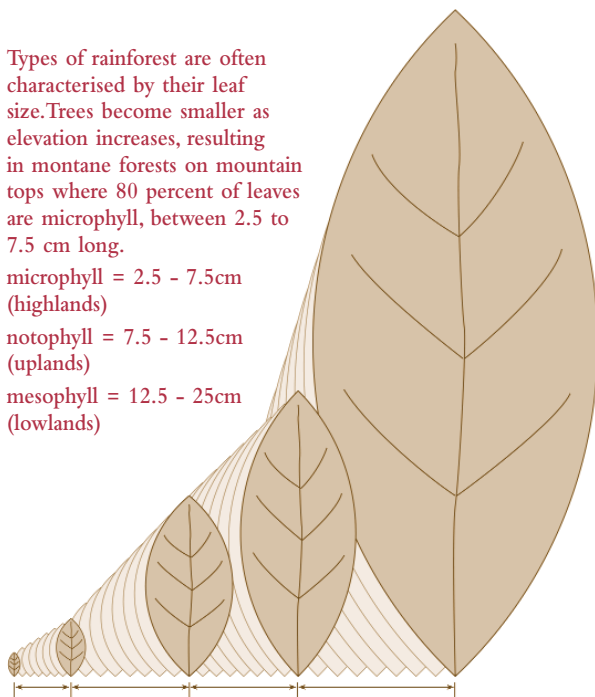 Types of rainforest are often
characterised by their leaf
size.Trees become smaller as
elevation increases, resulting
in montane forests on mountain
tops where 80 percent of leaves
are microphyll, between 2.5 to
7.5 cm long.
microphyll = 2.5 - 7.5cm
(highlands)
notophyll = 7.5 - 12.5cm
(uplands)
mesophyll = 12.5 - 25cm
(lowlands)